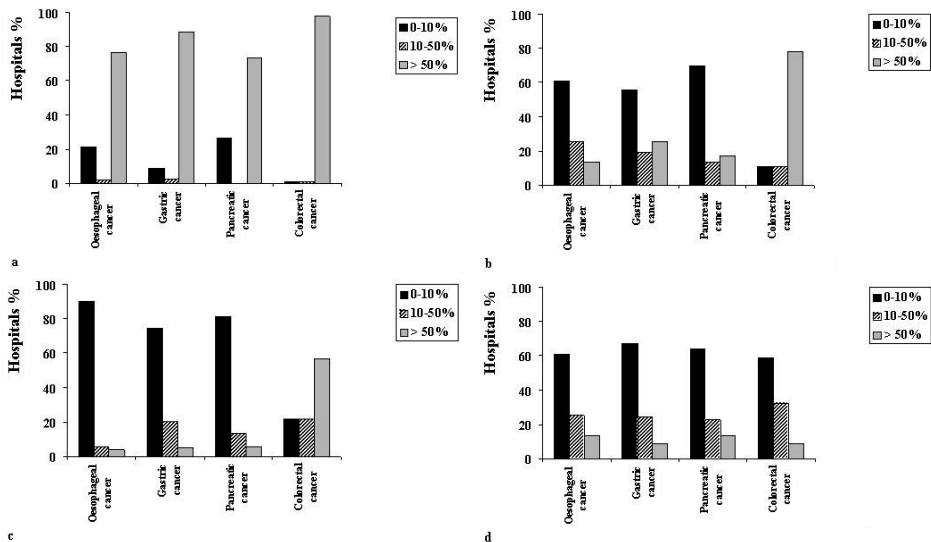 Hospitals %
100
80
60
40
20
0
Oesophageal
cancer
Gastric
cancer
Pancreatic
cancer
Colorectal
cancer
0-10%
10-50%
> 50%
a
Hospitals %
100
80
60
40
20
0
Oesophageal
cancer
Gastric
cancer
Pancreatic
cancer
Colorectal
cancer
0-10%
10-50%
> 50%
b
Hospitals %
100
80
60
40
20
0
Oesophageal
cancer
Gastric
cancer
Pancreatic
cancer
Colorectal
cancer
0-10%
10-50%
> 50%
c
Hospitals %
100
80
60
40
20
0
Oesophageal
cancer
Gastric
cancer
Pancreatic
cancer
Colorectal
cancer
0-10%
10-50%
> 50%
d